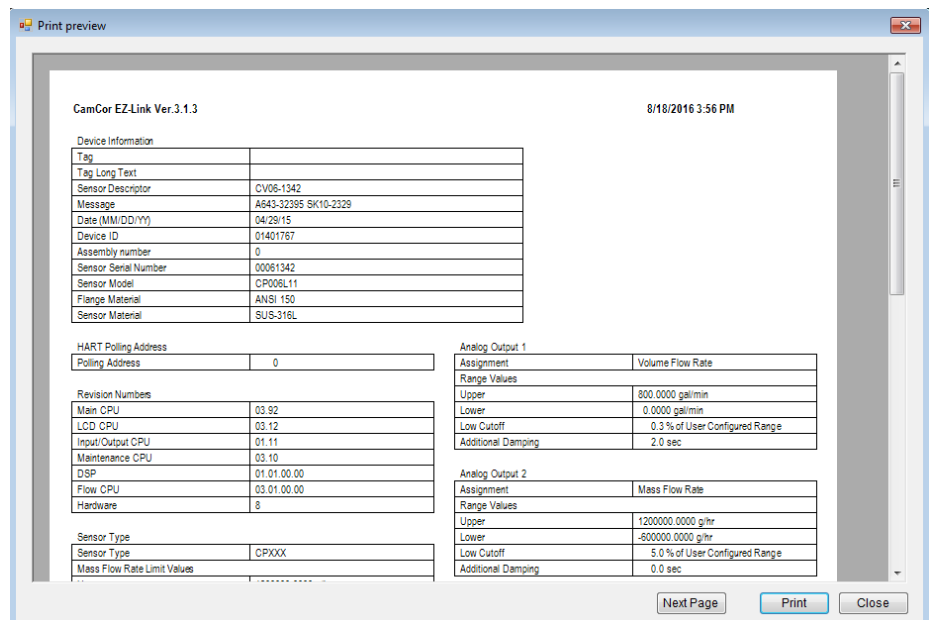 Print preview
CamCor EZ-Link Ver.3.1.3 8/18/2016 3:56 PM
Device Information
Tag
Tag Long Text
Sensor Descriptor CV06-1342
Message A643-32395 SK10-2329
Date (MM/DD/YY) 04/29/15
Device ID 01401767
Assembly number 0
Sensor Serial Number 00061342
Sensor Model CP006L11
Flange Material ANSI 150
Sensor Material SUS-316L
HART Polling Address
Polling Address 0
Revision Numbers
Main CPU 03.92
LCD CPU 03.12
Input/Output CPU 01.11
Maintenance CPU 03.10
DSP 01.01.00.00
Flow CPU 03.01.00.00
Hardware 8
Sensor Type
Sensor Type CPXXX
Mass Flow Rate Limit Values
Analog Output 1
Assignment Volume Flow Rate
Range Values
Upper 800.0000 gal/min
Lower 0.0000 gal/min
Low Cutoff 0.3 % of User Configured Range
Additional Damping 2.0 sec
Analog Output 2
Assignment Mass Flow Rate
Range Values
Upper 1200000.0000 g/hr
Lower -600000.0000 g/hr
Low Cutoff 5.0 % of User Configured Range
Additional Damping 0.0 sec
Next Page Print Close